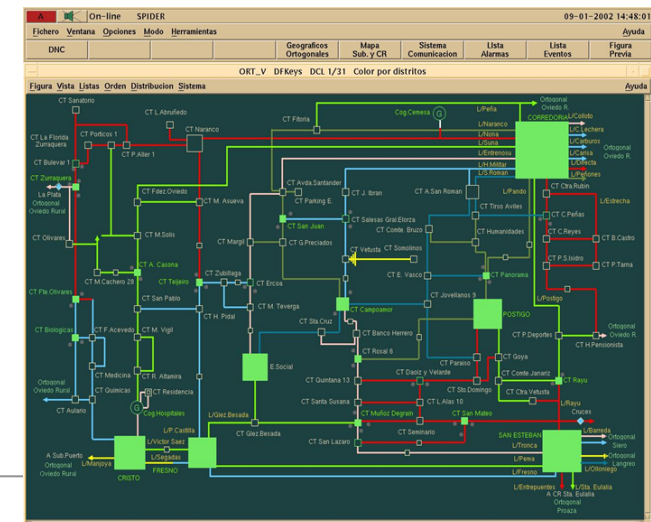 A
On-line SPIDER
09-01-2002 14:48:01
Fichero Ventana Opciones Modo Herramientas
Ayuda
DNC
Geograficos Ortogonales
Mapa Sub. y CR
Sistema Comunicacion
Lista Alarmas
Lista Eventos
Figura Previa
ORT_V DFKeys DCL 1/31 Color por distritos
Figura Vista Listas Orden Distribucion Sistema
Ayuda
CT Sanatorio
CT L.Abruñedo
CT Fitoria
Cog Cemesa
G
L/Peña
Ortogonal
Oviedo R.
CORREDORIA
L/Colloto
L/C.Lechera
L/Carburos
L/Cansa
Ortogonal
Oviedo R.
L/Directa
L/Peñones
CT La Florida
Zurraquera
CT Porticos 1
CT Naranco
L/Naranco
L/Nona
L/Suna
L/Entrenosu
L/H.Militar
L/S.Roman
CT P.Aller 1
CT Bulevar 1
CT Zurraquera
La Plata
Ortogonal
Oviedo Rural
CT Fdez.Oviedo
CT M. Asueva
CT Avda.Santander
CT Parking E.
CT J. Ibran
CT A.San Roman
L/Pando
CT Ctra.Rubin
L/Estrecha
CT Tirso Aviles
CT C.Peñas
CT San Juan
CT Salesas Gral.Elorza
CT Conde. Bruzo
CT Humanidades
CT C.Reyes
CT B.Castro
CT Olivares
CT M.Solis
CT Margil
CT G.Preciados
CT Vetusta
CT Somolinos
CT P.S.Isidro
CT P.Tama
CT A. Casona
CT M.Cachero 28
CT Teijeiro
CT Zubillaga
CT Ercoa
CT E. Vasco
CT Panorama
CT Fte Olivares
CT San Pablo
CT H. Pidal
CT M. Teverga
CT Jovellanos 9
L/Postigo
CT Campoamor
POSTIGO
CT Biologicas
CT F.Acevedo
CT M. Vigil
CT Sta.Cruz
CT Banco Herrero
CT P.Deportes
Ortogonal
Oviedo R.
CT H.Pensionista
CT Rosal 6
CT Paraiso
CT Goya
CT Medicina
CT R. Altamira
E.Social
CT Quintana 13
CT Daoiz y Velarde
CT Sto.Domingo
CT Comte.Janariz
CT Rayu
Ortogonal
Oviedo Rural
CT Quimicas
CT Residencia
CT Ctra.Vetusta
CT Aulario
G
Cog.Hospitales
L/Glez.Besada
CT Santa Susana
CT L.Alas 10
L/Rayu
Cruces
CT Muñoz Degrain
CT San Mateo
L/P.Castilla
L/Victor Saez
CT Glez.Besada
CT Seminario
CT San Lazaro
SAN ESTEBAN
L/Barreda
Ortogonal
Siero
L/Tronca
L/Pema
Ortogonal
Langreo
A Sub.Puerto
Ortogonal
Oviedo Rural
L/Manjoya
CRISTO
L/Segadas
FRESNO
L/Fresno
L/Olloniego
L/Entrepuentes
L/Sta. Eulalia
A CR Sta. Eulalia
Ortogonal
Proaza